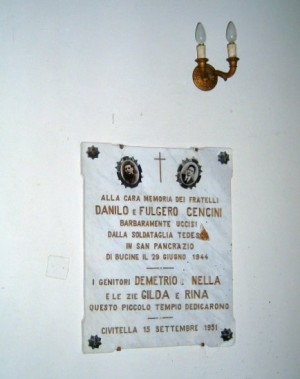 ALLA CARA MEMORIA DEI FRATELLI
DANILO E FULGERO CENCINI
BARBARAMENTE UCCISI
DALLA SOLDATAGLIA TEDES
IN SAN PANCRAZIO
DI BUCINE IL 29 GIUGNO 1944
I GENITORI DEMETRIO E NELLA
E LE ZIE GILDA E RINA
QUESTO PICCOLO TEMPIO DEDICARONO
CIVITELLA 15 SETTEMBRE 1951